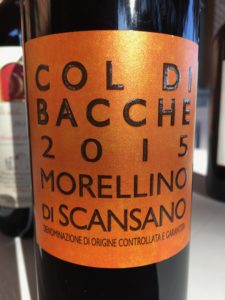 COL DI
BACCHE
2015
MORELLINO
DI SCANSANO
DENOMINAZIONE DI ORIGINE CONTROLLATA E GARANTITA